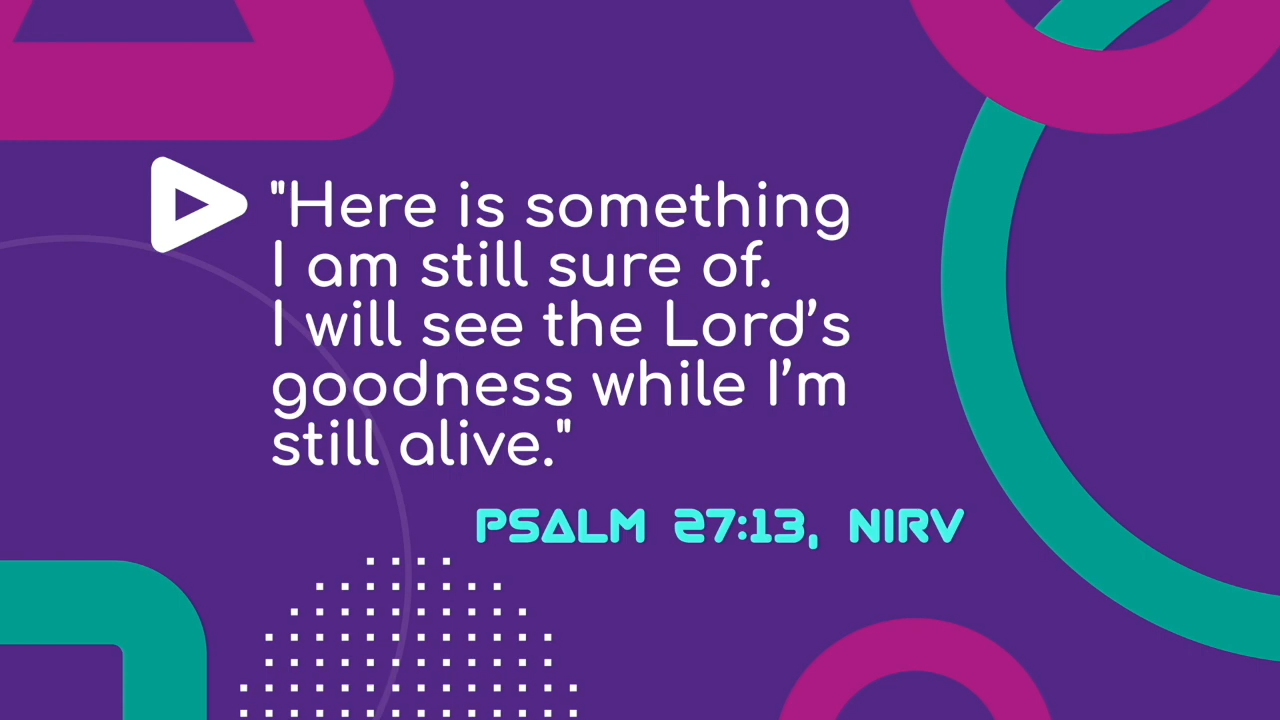 "Here is something
I am still sure of.
I will see the Lord’s
goodness while I’m
still alive."
PSALM 27:13, NIRV